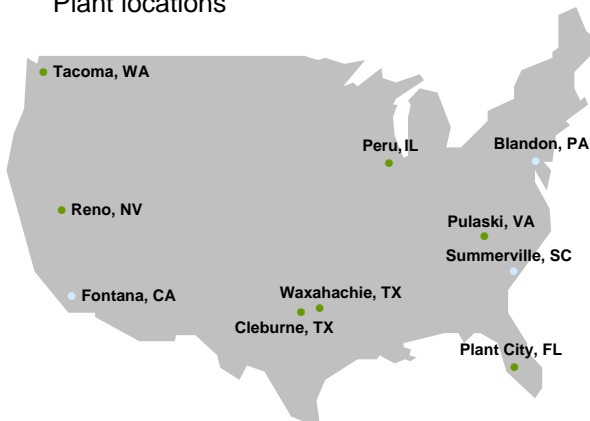 Plant locations
Tacoma, WA
Peru, IL
Blandon, PA
Reno, NV
Pulaski, VA
Summerville, SC
Fontana, CA
Waxahachie, TX
Cleburne, TX
Plant City, FL